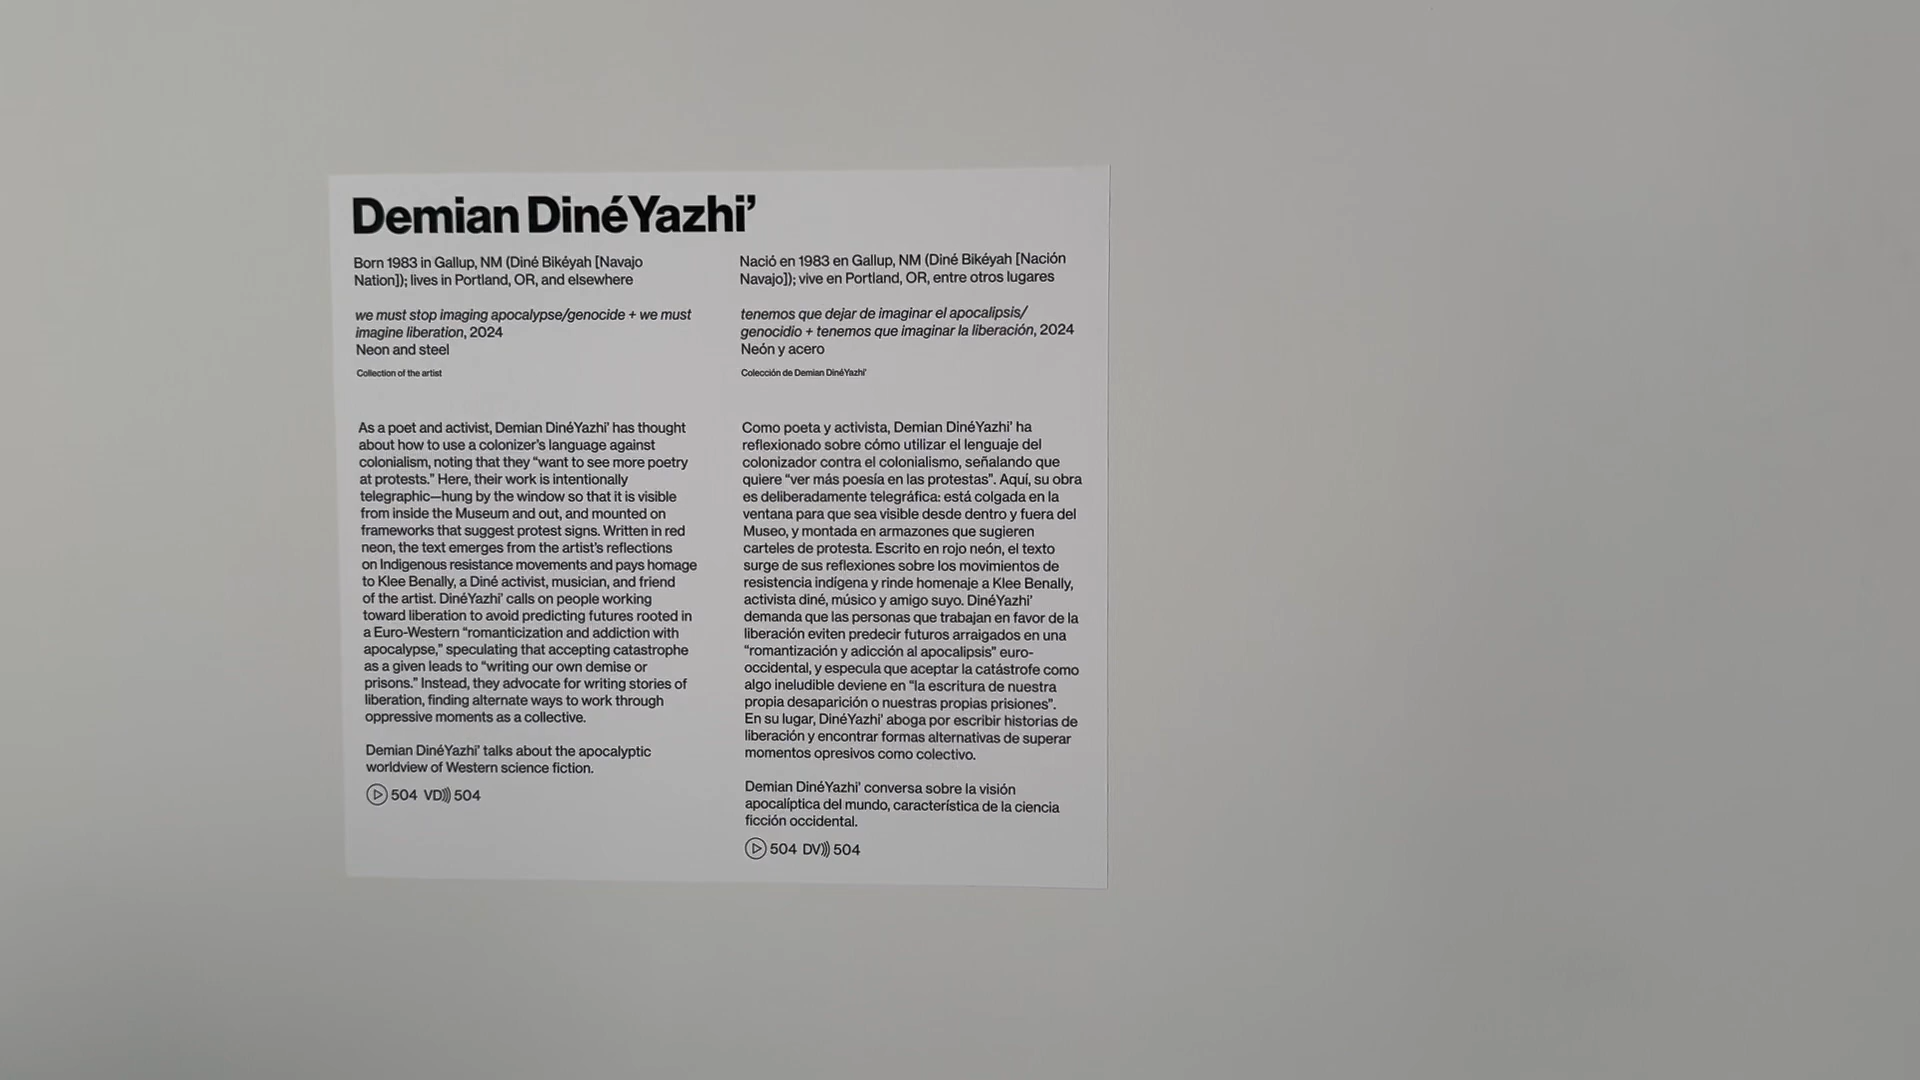 Demian DinéYazhi’
Born 1983 in Gallup, NM (Diné Bikéyah [Navajo
Nation]); lives in Portland, OR, and elsewhere
we must stop imaging apocalypse/genocide + we must
imagine liberation, 2024
Neon and steel
Collection of the artist
As a poet and activist, Demian DinéYazhi’ has thought
about how to use a colonizer’s language against
colonialism, noting that they “want to see more poetry
at protests.” Here, their work is intentionally
telegraphic—hung by the window so that it is visible
from inside the Museum and out, and mounted on
frameworks that suggest protest signs. Written in red
neon, the text emerges from the artist’s reflections
on Indigenous resistance movements and pays homage
to Klee Benally, a Diné activist, musician, and friend
of the artist. DinéYazhi’ calls on people working
toward liberation to avoid predicting futures rooted in
a Euro-Western “romanticization and addiction with
apocalypse,” speculating that accepting catastrophe
as a given leads to “writing our own demise or
prisons.” Instead, they advocate for writing stories of
liberation, finding alternate ways to work through
oppressive moments as a collective.
Demian DinéYazhi’ talks about the apocalyptic
worldview of Western science fiction.
504 VD))) 504
Nació en 1983 en Gallup, NM (Diné Bikéyah [Nación
Navajo]); vive en Portland, OR, entre otros lugares
tenemos que dejar de imaginar el apocalipsis/
genocidio + tenemos que imaginar la liberación, 2024
Neón y acero
Colección de Demian DinéYazhi’
Como poeta y activista, Demian DinéYazhi’ ha
reflexionado sobre cómo utilizar el lenguaje del
colonizador contra el colonialismo, señalando que
quiere “ver más poesía en las protestas”. Aquí, su obra
es deliberadamente telegráfica: está colgada en la
ventana para que sea visible desde dentro y fuera del
Museo, y montada en armazones que sugieren
carteles de protesta. Escrito en rojo neón, el texto
surge de sus reflexiones sobre los movimientos de
resistencia indígena y rinde homenaje a Klee Benally,
activista diné, músico y amigo suyo. DinéYazhi’
demanda que las personas que trabajan en favor de la
liberación eviten predecir futuros arraigados en una
“romantización y adicción al apocalipsis” euro-
occidental, y especula que aceptar la catástrofe como
algo ineludible deviene en “la escritura de nuestra
propia desaparición o nuestras propias prisiones”.
En su lugar, DinéYazhi’ aboga por escribir historias de
liberación y encontrar formas alternativas de superar
momentos opresivos como colectivo.
Demian DinéYazhi’ conversa sobre la visión
apocalíptica del mundo, característica de la ciencia
ficción occidental.
504 DV))) 504